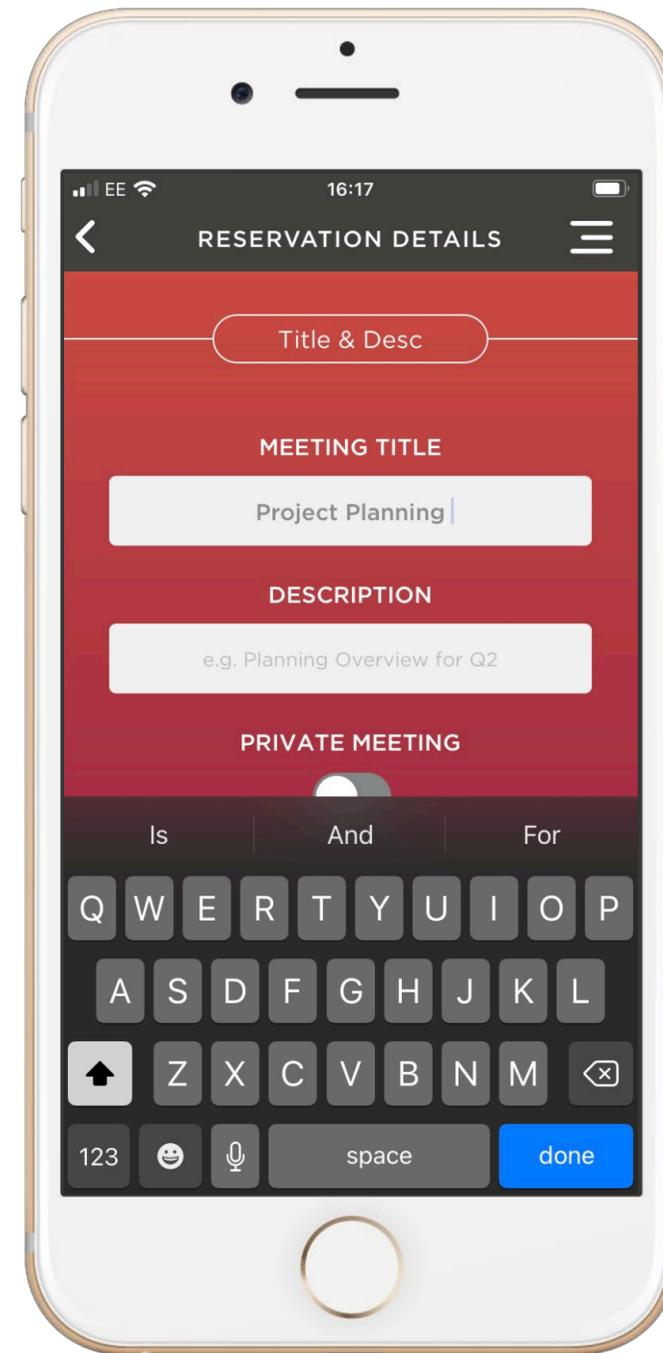 EE 16:17
RESERVATION DETAILS
Title & Desc
MEETING TITLE
Project Planning
DESCRIPTION
e.g. Planning Overview for Q2
PRIVATE MEETING
Is And For
Q W E R T Y U I O P
A S D F G H J K L
Z X C V B N M
123 space done